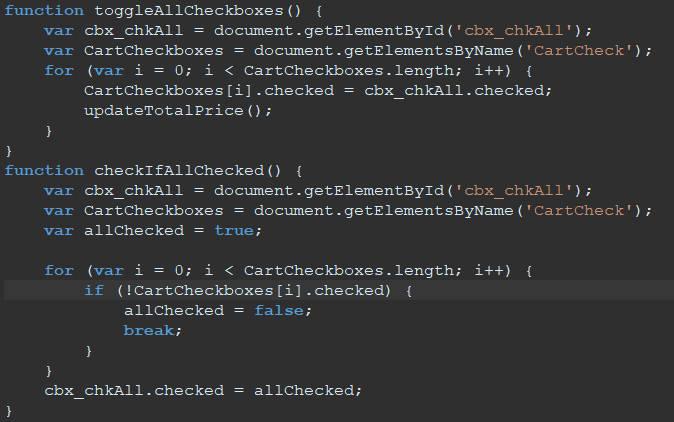 function toggleAllCheckboxes() {
    var cbx_chkAll = document.getElementById('cbx_chkAll');
    var CartCheckboxes = document.getElementsByName('CartCheck');
    for (var i = 0; i < CartCheckboxes.length; i++) {
        CartCheckboxes[i].checked = cbx_chkAll.checked;
        updateTotalPrice();
    }
}
function checkIfAllChecked() {
    var cbx_chkAll = document.getElementById('cbx_chkAll');
    var CartCheckboxes = document.getElementsByName('CartCheck');
    var allChecked = true;

    for (var i = 0; i < CartCheckboxes.length; i++) {
        if (!CartCheckboxes[i].checked) {
            allChecked = false;
            break;
        }
    }
    cbx_chkAll.checked = allChecked;
}